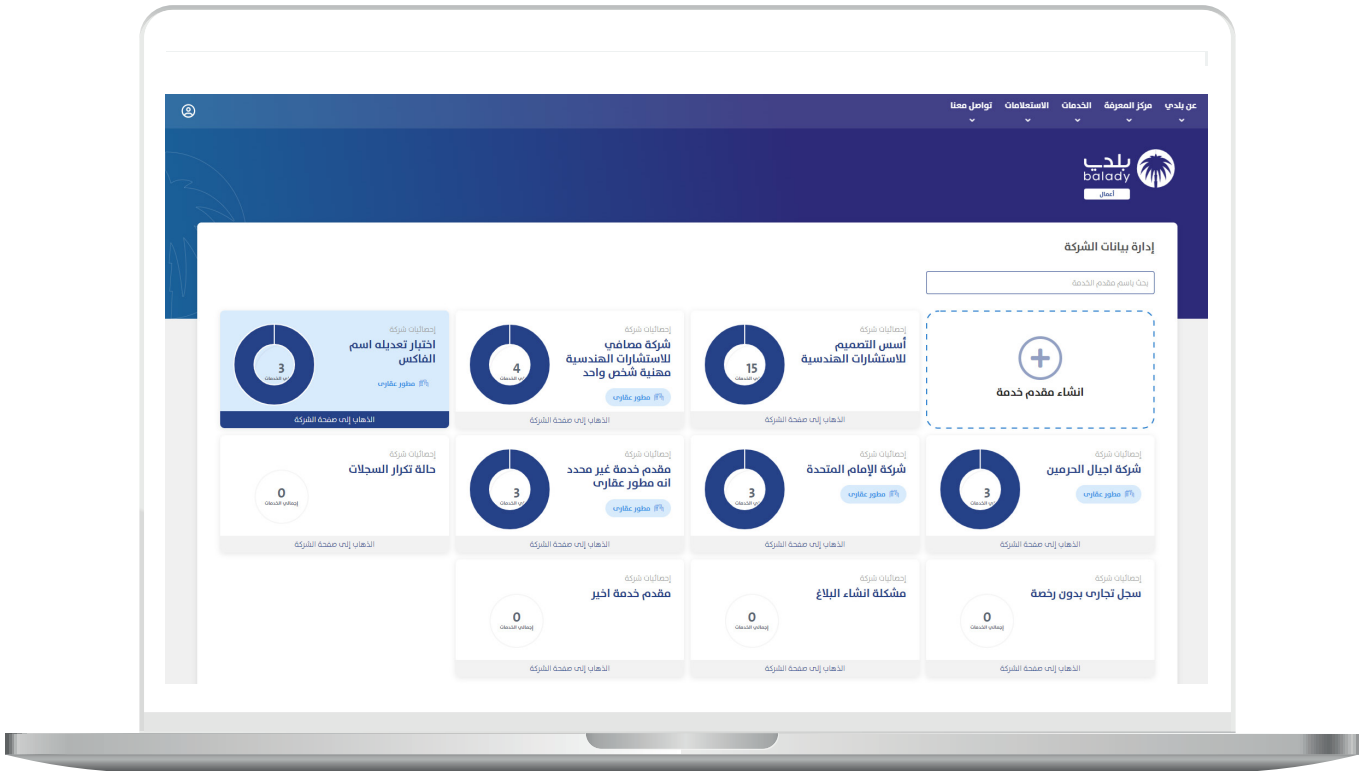 عن بلدي
مركز المعرفة
الخدمات
الاستعلامات
تواصل معنا
بلدي
balady
أعمال
إدارة بيانات الشركة
بحث باسم مقدم الخدمة
انشاء مقدم خدمة
إحصائيات شركة
أسس التصميم
للاستشارات الهندسية
15
الذهاب إلى صفحة الشركة
إحصائيات شركة
شركة مصافي
للاستشارات الهندسية
مهنية شخص واحد
مطور عقارى
4
الذهاب إلى صفحة الشركة
إحصائيات شركة
اختبار تعديله اسم
الفاكس
مطور عقارى
3
الذهاب إلى صفحة الشركة
إحصائيات شركة
شركة اجيال الحرمين
مطور عقارى
3
الذهاب إلى صفحة الشركة
إحصائيات شركة
شركة الإمام المتحدة
مطور عقارى
3
الذهاب إلى صفحة الشركة
إحصائيات شركة
مقدم خدمة غير محدد
انه مطور عقارى
مطور عقارى
3
الذهاب إلى صفحة الشركة
إحصائيات شركة
حالة تكرار السجلات
0
إجمالي الخدمات
الذهاب إلى صفحة الشركة
إحصائيات شركة
سجل تجارى بدون رخصة
0
إجمالي الخدمات
الذهاب إلى صفحة الشركة
إحصائيات شركة
مشكلة انشاء البلاغ
0
إجمالي الخدمات
الذهاب إلى صفحة الشركة
إحصائيات شركة
مقدم خدمة اخير
0
إجمالي الخدمات
الذهاب إلى صفحة الشركة